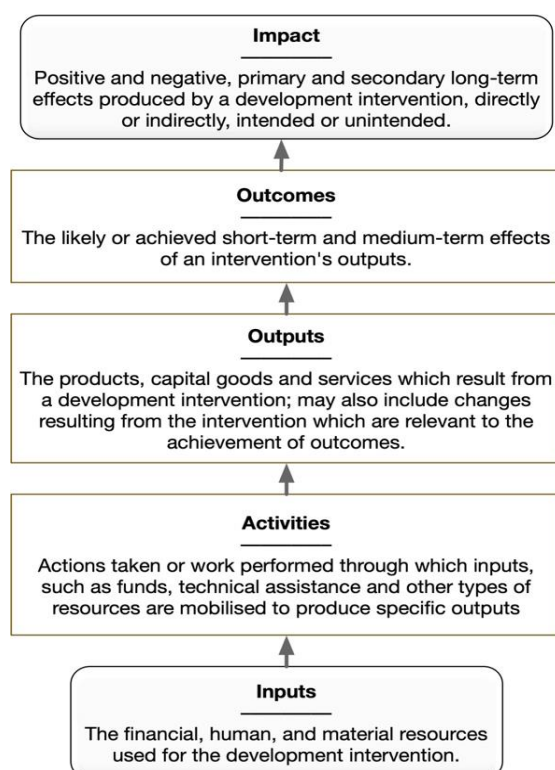 Impact
Positive and negative, primary and secondary long-term
effects produced by a development intervention, directly
or indirectly, intended or unintended.
Outcomes
The likely or achieved short-term and medium-term effects
of an intervention's outputs.
Outputs
The products, capital goods and services which result from
a development intervention; may also include changes
resulting from the intervention which are relevant to the
achievement of outcomes.
Activities
Actions taken or work performed through which inputs,
such as funds, technical assistance and other types of
resources are mobilised to produce specific outputs
Inputs
The financial, human, and material resources
used for the development intervention.